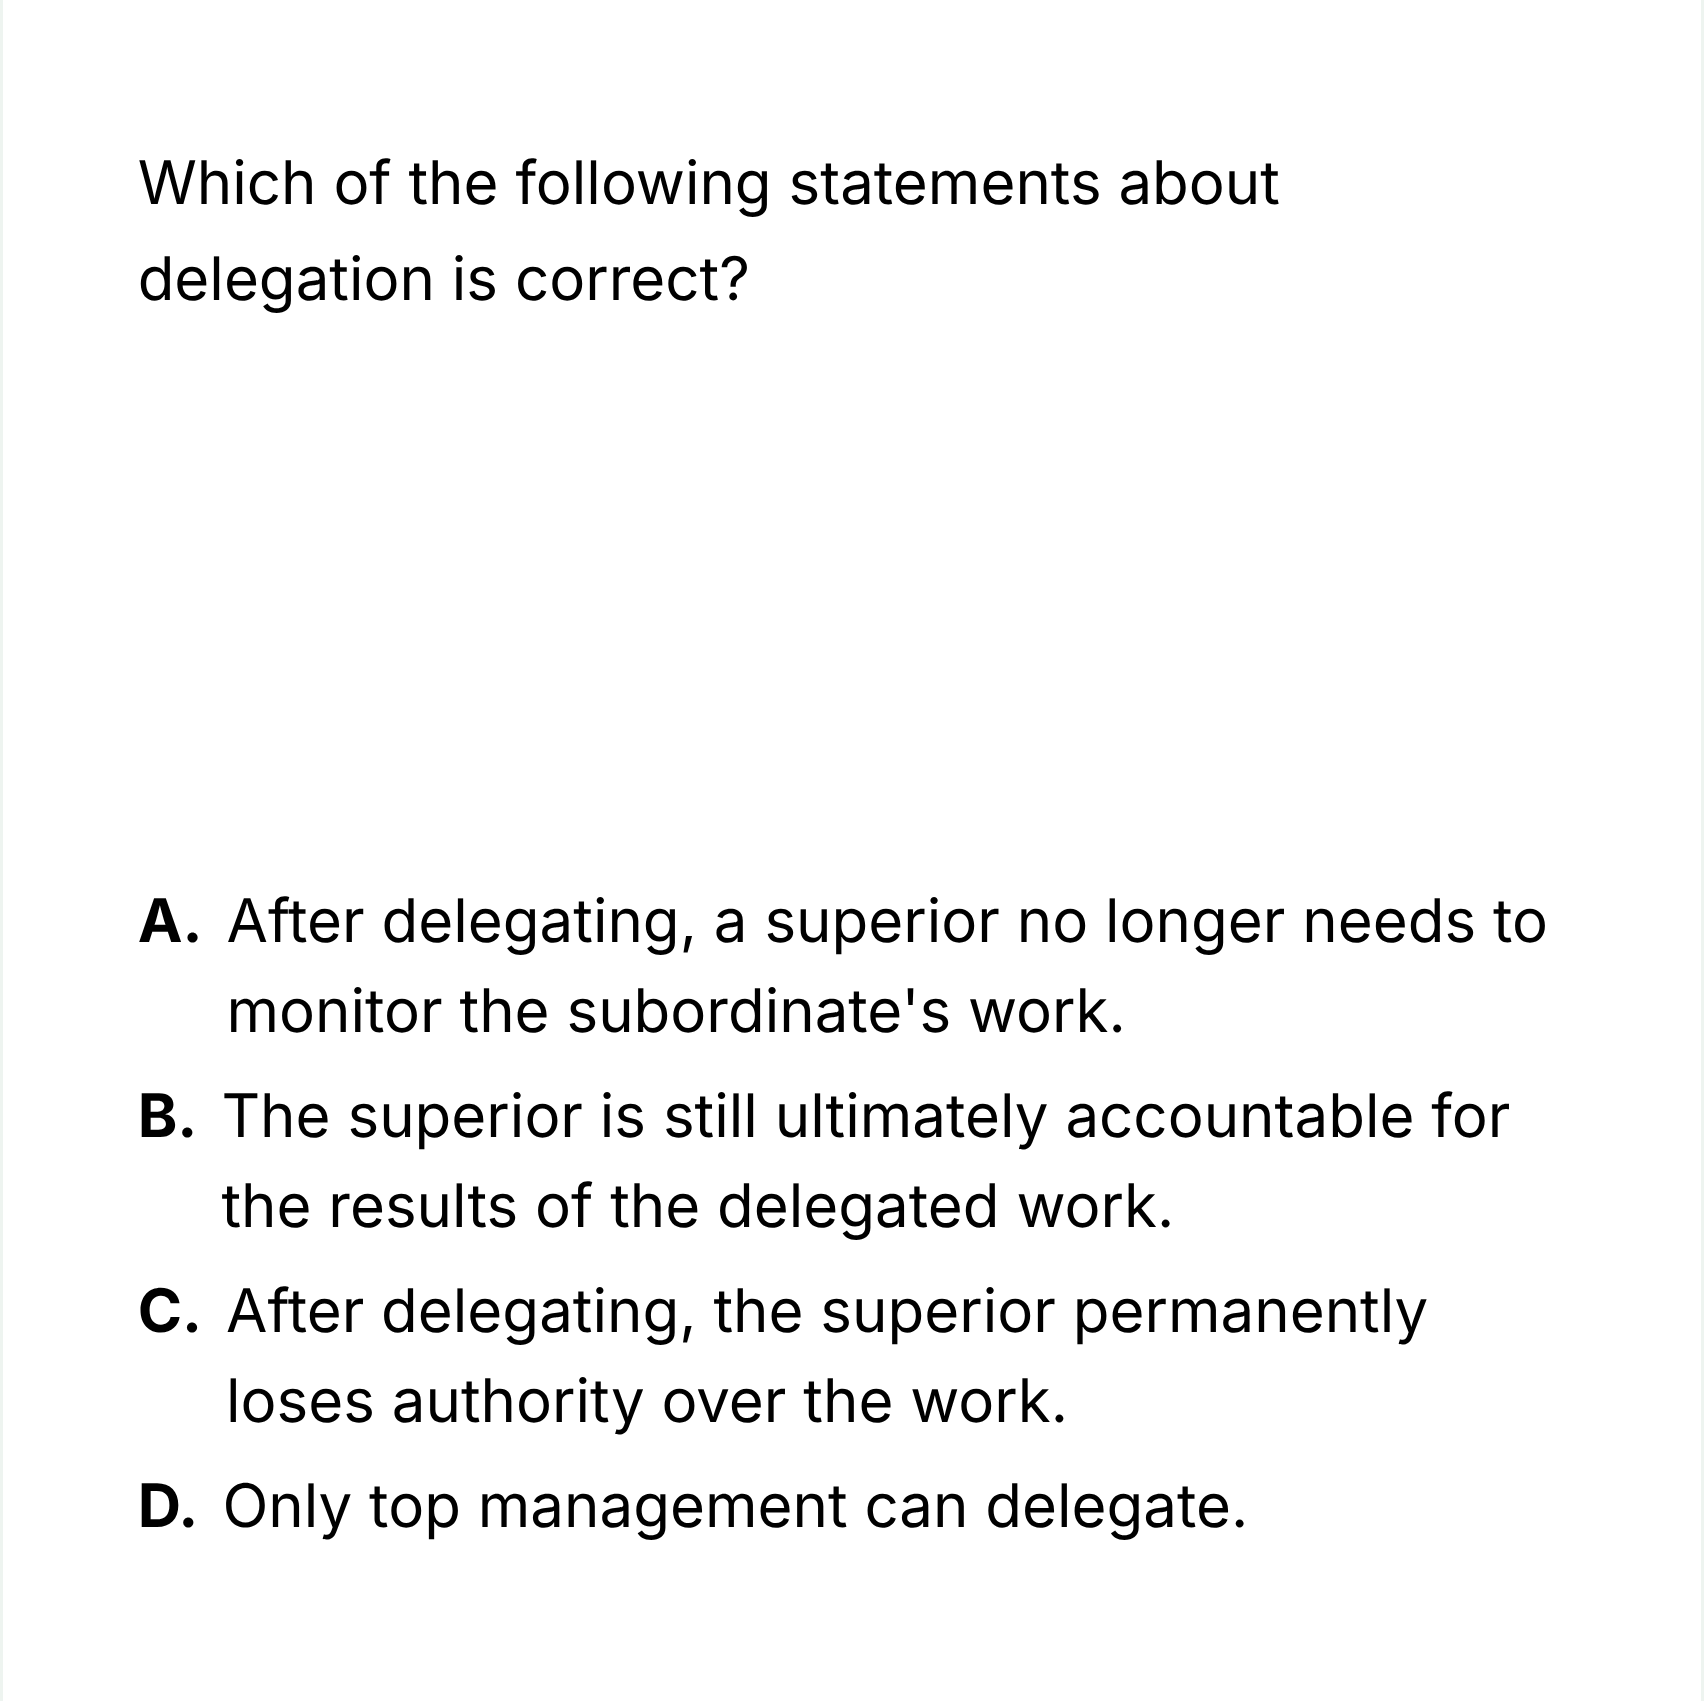 Which of the following statements about
delegation is correct?
A. After delegating, a superior no longer needs to
monitor the subordinate's work.
B. The superior is still ultimately accountable for
the results of the delegated work.
C. After delegating, the superior permanently
loses authority over the work.
D. Only top management can delegate.